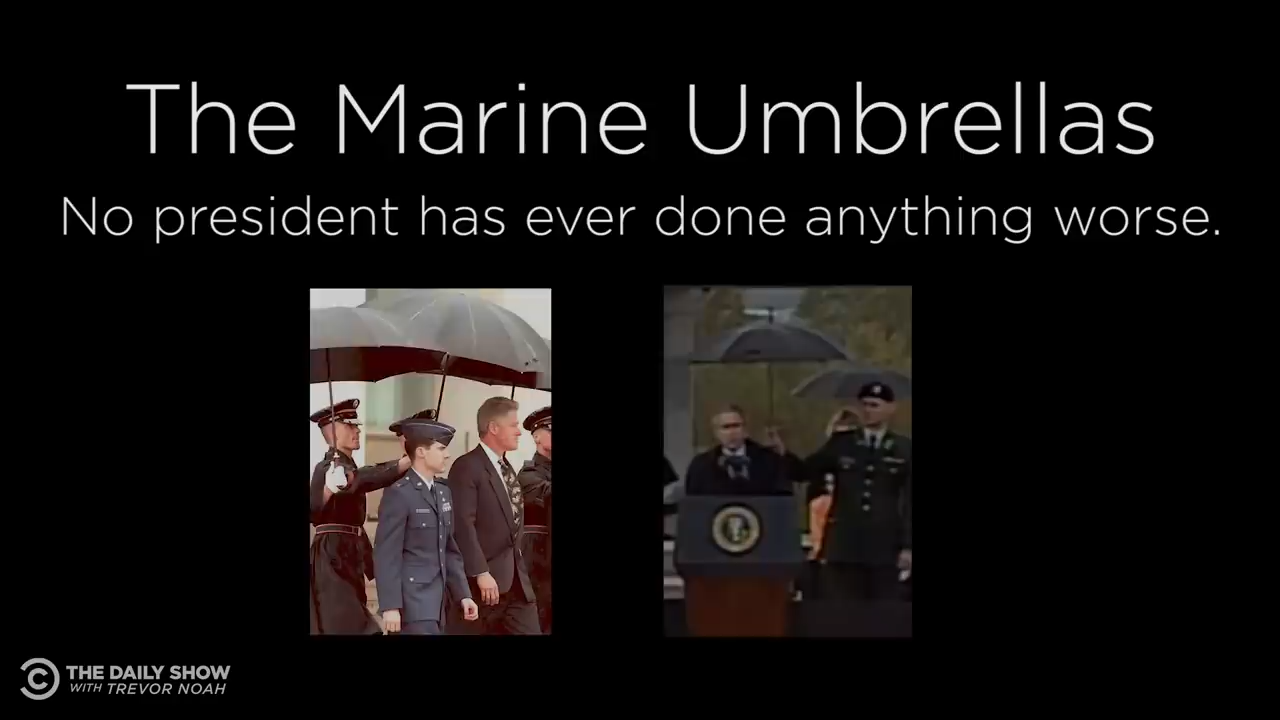 The Marine Umbrellas
No president has ever done anything worse.
THE DAILY SHOW
WITH TREVOR NOAH